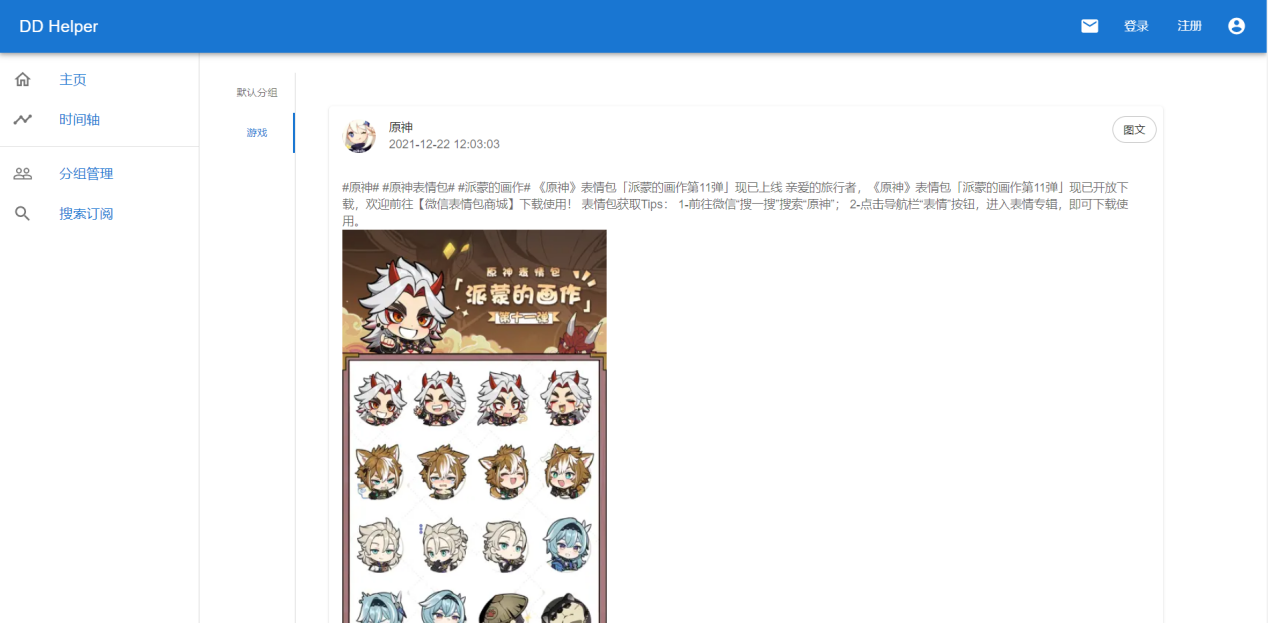 DD Helper
登录
注册
主页
时间轴
分组管理
搜索订阅
默认分组
游戏
原神
2021-12-22 12:03:03
图文
#原神# #原神表情包# #派蒙的画作# 《原神》表情包「派蒙的画作第11弹」现已上线 亲爱的旅行者，《原神》表情包「派蒙的画作第11弹」现已开放下
载，欢迎前往【微信表情包商城】下载使用！ 表情包获取Tips： 1-前往微信“搜一搜”搜索“原神”； 2-点击导航栏“表情”按钮，进入表情专辑，即可下载使
用。
原神表情包
「派蒙的画作」
第十一弹